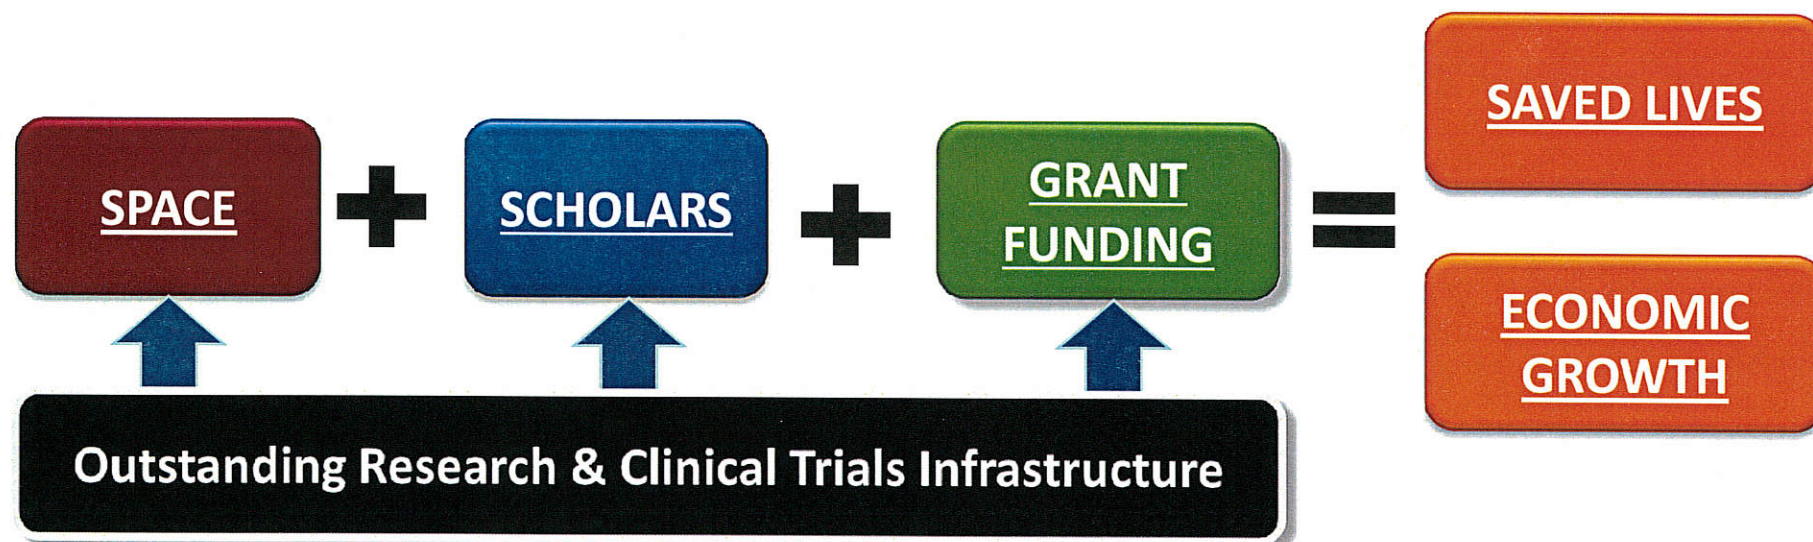 SPACE
+
SCHOLARS
+
GRANT
FUNDING
=
SAVED LIVES
ECONOMIC
GROWTH
Outstanding Research & Clinical Trials Infrastructure